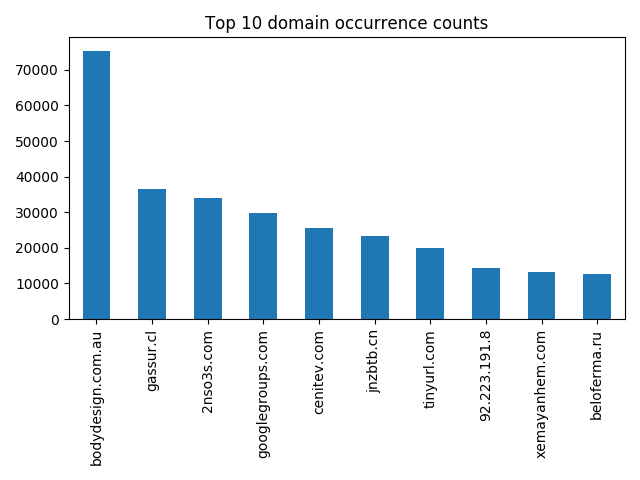 Top 10 domain occurrence counts
70000
60000
50000
40000
30000
20000
10000
0
bodydesign.com.au
gassur.cl
2nso3s.com
googlegroups.com
cenitev.com
jnzbtb.cn
tinyurl.com
92.223.191.8
xemayanhem.com
beloferma.ru